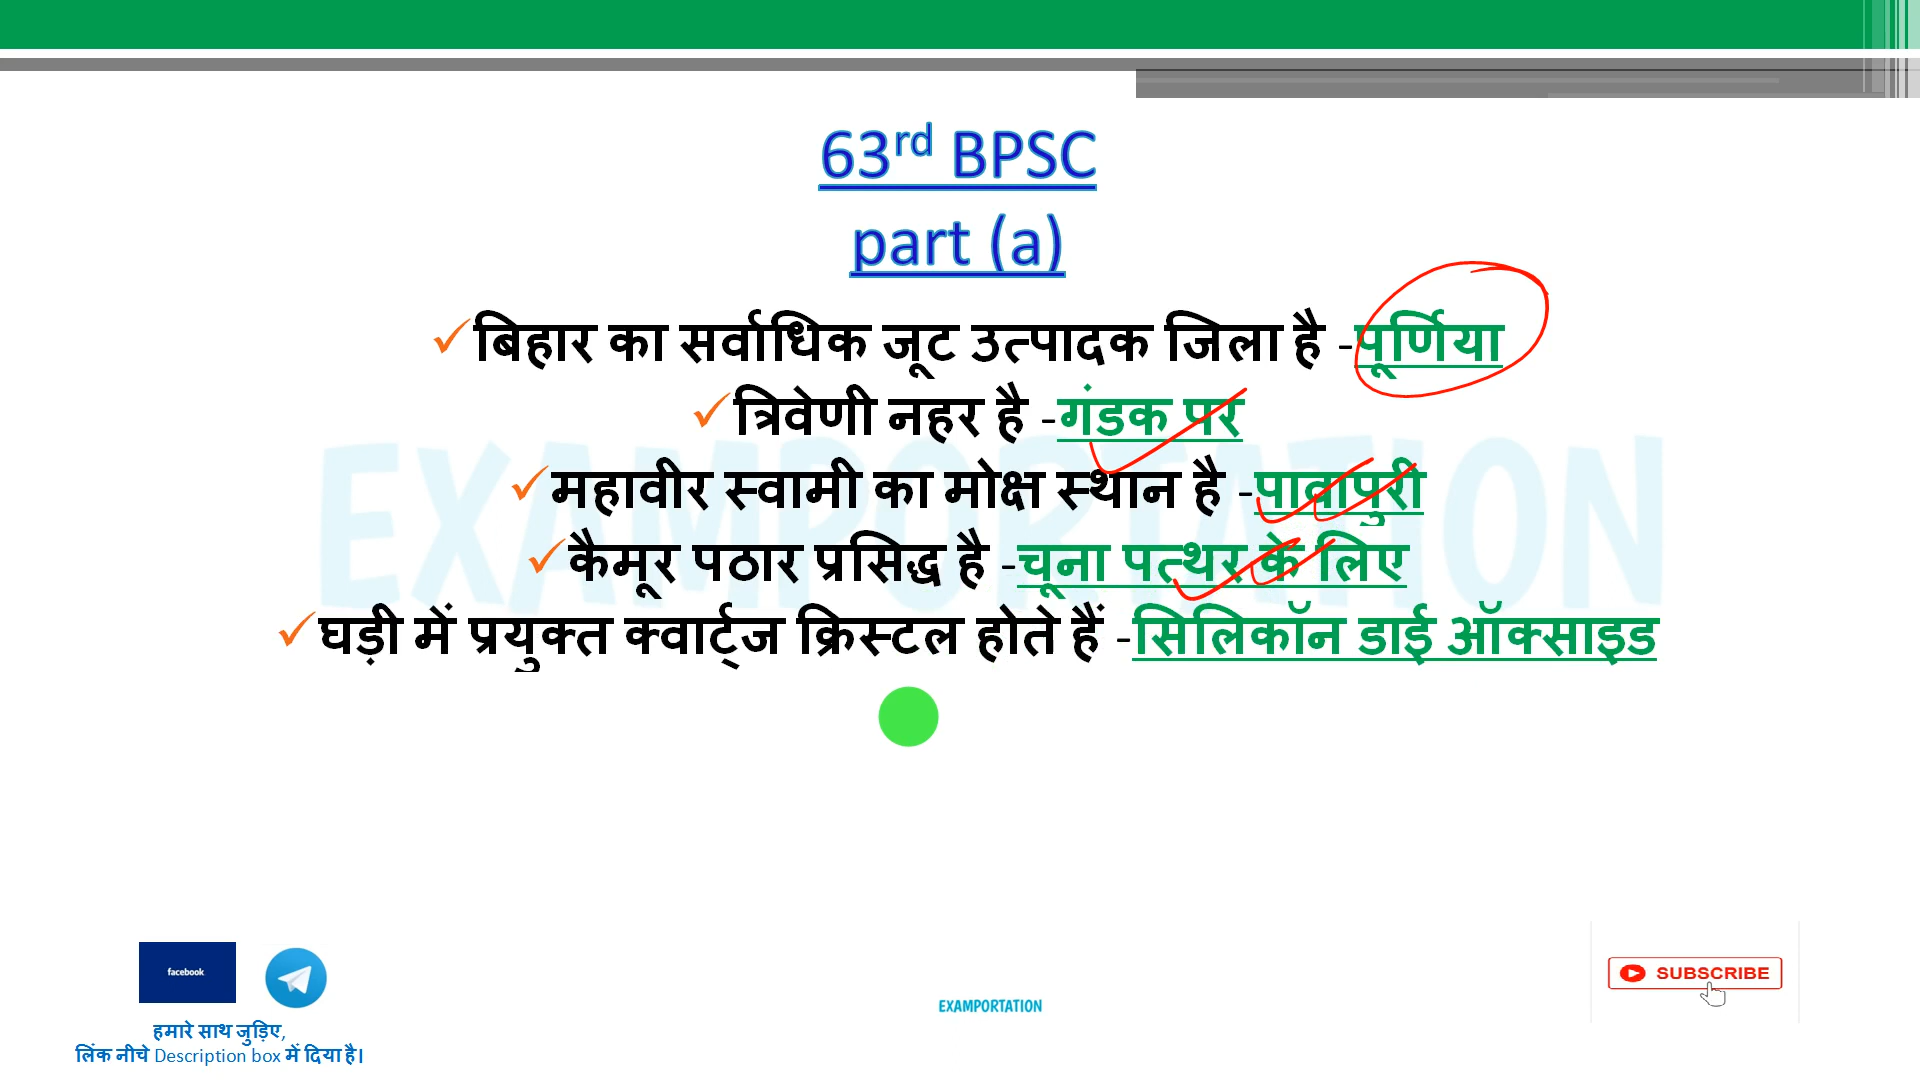 63rd BPSC
part (a)
बिहार का सर्वाधिक जूट उत्पादक जिला है -पूर्णिया
त्रिवेणी नहर है -गंडक पर
महावीर स्वामी का मोक्ष स्थान है -पावापुरी
कैमूर पठार प्रसिद्ध है -चूना पत्थर के लिए
घड़ी में प्रयुक्त क्वार्ट्ज क्रिस्टल होते हैं -सिलिकॉन डाई ऑक्साइड
EXAMPORTATION
facebook
SUBSCRIBE
EXAMPORTATION
हमारे साथ जुड़िए,
लिंक नीचे Description box में दिया है।